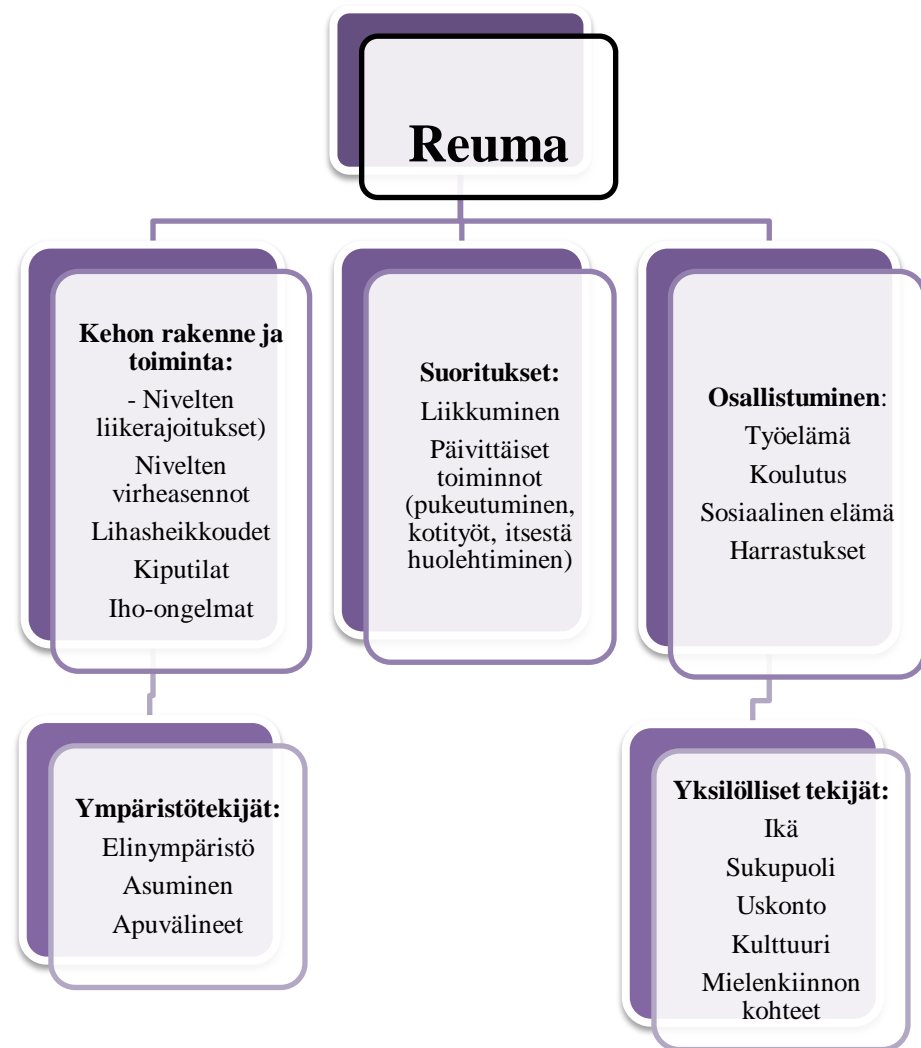 Reuma
Kehon rakenne ja
toiminta:
- Nivelten
liikerajoitukset)
Nivelten
virheasennot
Lihasheikkoudet
Kiputilat
Iho-ongelmat
Suoritukset:
Liikkuminen
Päivittäiset
toiminnot
(pukeutuminen,
kotityöt, itsestä
huolehtiminen)
Osallistuminen:
Työelämä
Koulutus
Sosiaalinen elämä
Harrastukset
Ympäristötekijät:
Elinympäristö
Asuminen
Apuvälineet
Yksilölliset tekijät:
Ikä
Sukupuoli
Uskonto
Kulttuuri
Mielenkiinnon
kohteet